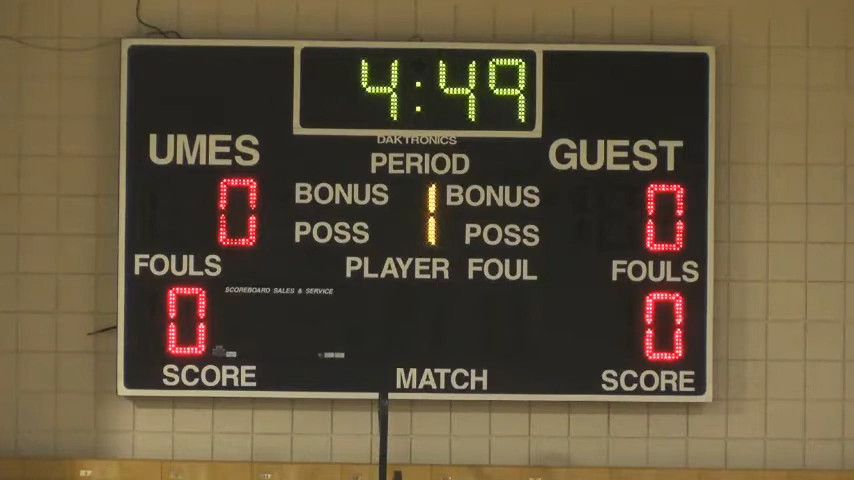 4:49
DAKTRONICS
UMES PERIOD GUEST
0 BONUS 1 BONUS 0
POSS POSS
FOULS PLAYER FOUL FOULS
0 SCOREBOARD SALES & SERVICE 0
SCORE MATCH SCORE